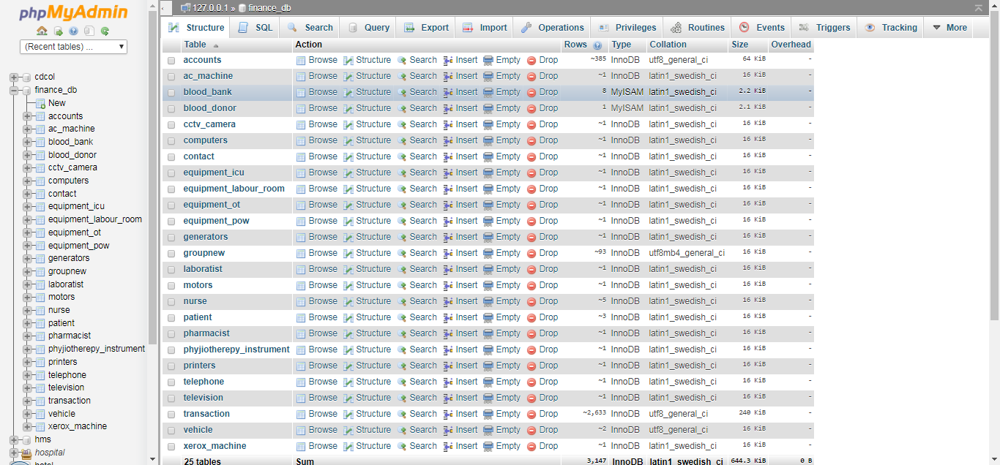 phpMyAdmin
(Recent tables) ...
cdcol
finance_db
New
accounts
ac_machine
blood_bank
blood_donor
cctv_camera
computers
contact
equipment_icu
equipment_labour_room
equipment_ot
equipment_pow
generators
groupnew
laboratist
motors
nurse
patient
pharmacist
phyjiotherepy_instrument
printers
telephone
television
transaction
vehicle
xerox_machine
hms
hospital
127.0.0.1 » finance_db
Structure SQL Search Query Export Import Operations Privileges Routines Events Triggers Tracking More
Table Action Rows Type Collation Size Overhead
accounts Browse Structure Search Insert Empty Drop ~385 InnoDB utf8_general_ci 64 KiB -
ac_machine Browse Structure Search Insert Empty Drop ~1 InnoDB latin1_swedish_ci 16 KiB -
blood_bank Browse Structure Search Insert Empty Drop 8 MyISAM latin1_swedish_ci 2.2 KiB -
blood_donor Browse Structure Search Insert Empty Drop 1 MyISAM latin1_swedish_ci 2.1 KiB -
cctv_camera Browse Structure Search Insert Empty Drop ~1 InnoDB latin1_swedish_ci 16 KiB -
computers Browse Structure Search Insert Empty Drop ~1 InnoDB latin1_swedish_ci 16 KiB -
contact Browse Structure Search Insert Empty Drop ~1 InnoDB latin1_swedish_ci 16 KiB -
equipment_icu Browse Structure Search Insert Empty Drop ~1 InnoDB latin1_swedish_ci 16 KiB -
equipment_labour_room Browse Structure Search Insert Empty Drop ~1 InnoDB latin1_swedish_ci 16 KiB -
equipment_ot Browse Structure Search Insert Empty Drop ~1 InnoDB latin1_swedish_ci 16 KiB -
equipment_pow Browse Structure Search Insert Empty Drop ~1 InnoDB latin1_swedish_ci 16 KiB -
generators Browse Structure Search Insert Empty Drop ~1 InnoDB latin1_swedish_ci 16 KiB -
groupnew Browse Structure Search Insert Empty Drop ~93 InnoDB utf8mb4_general_ci 16 KiB -
laboratist Browse Structure Search Insert Empty Drop ~1 InnoDB latin1_swedish_ci 16 KiB -
motors Browse Structure Search Insert Empty Drop ~1 InnoDB latin1_swedish_ci 16 KiB -
nurse Browse Structure Search Insert Empty Drop ~5 InnoDB latin1_swedish_ci 16 KiB -
patient Browse Structure Search Insert Empty Drop ~3 InnoDB latin1_swedish_ci 16 KiB -
pharmacist Browse Structure Search Insert Empty Drop ~1 InnoDB latin1_swedish_ci 16 KiB -
phyjiotherepy_instrument Browse Structure Search Insert Empty Drop ~1 InnoDB latin1_swedish_ci 16 KiB -
printers Browse Structure Search Insert Empty Drop ~1 InnoDB latin1_swedish_ci 16 KiB -
telephone Browse Structure Search Insert Empty Drop ~1 InnoDB latin1_swedish_ci 16 KiB -
television Browse Structure Search Insert Empty Drop ~1 InnoDB latin1_swedish_ci 16 KiB -
transaction Browse Structure Search Insert Empty Drop ~2,633 InnoDB utf8_general_ci 240 KiB -
vehicle Browse Structure Search Insert Empty Drop ~2 InnoDB utf8_general_ci 16 KiB -
xerox_machine Browse Structure Search Insert Empty Drop ~1 InnoDB latin1_swedish_ci 16 KiB -
25 tables Sum 3,147 InnoDB latin1_swedish_ci 644.3 KiB 0 B